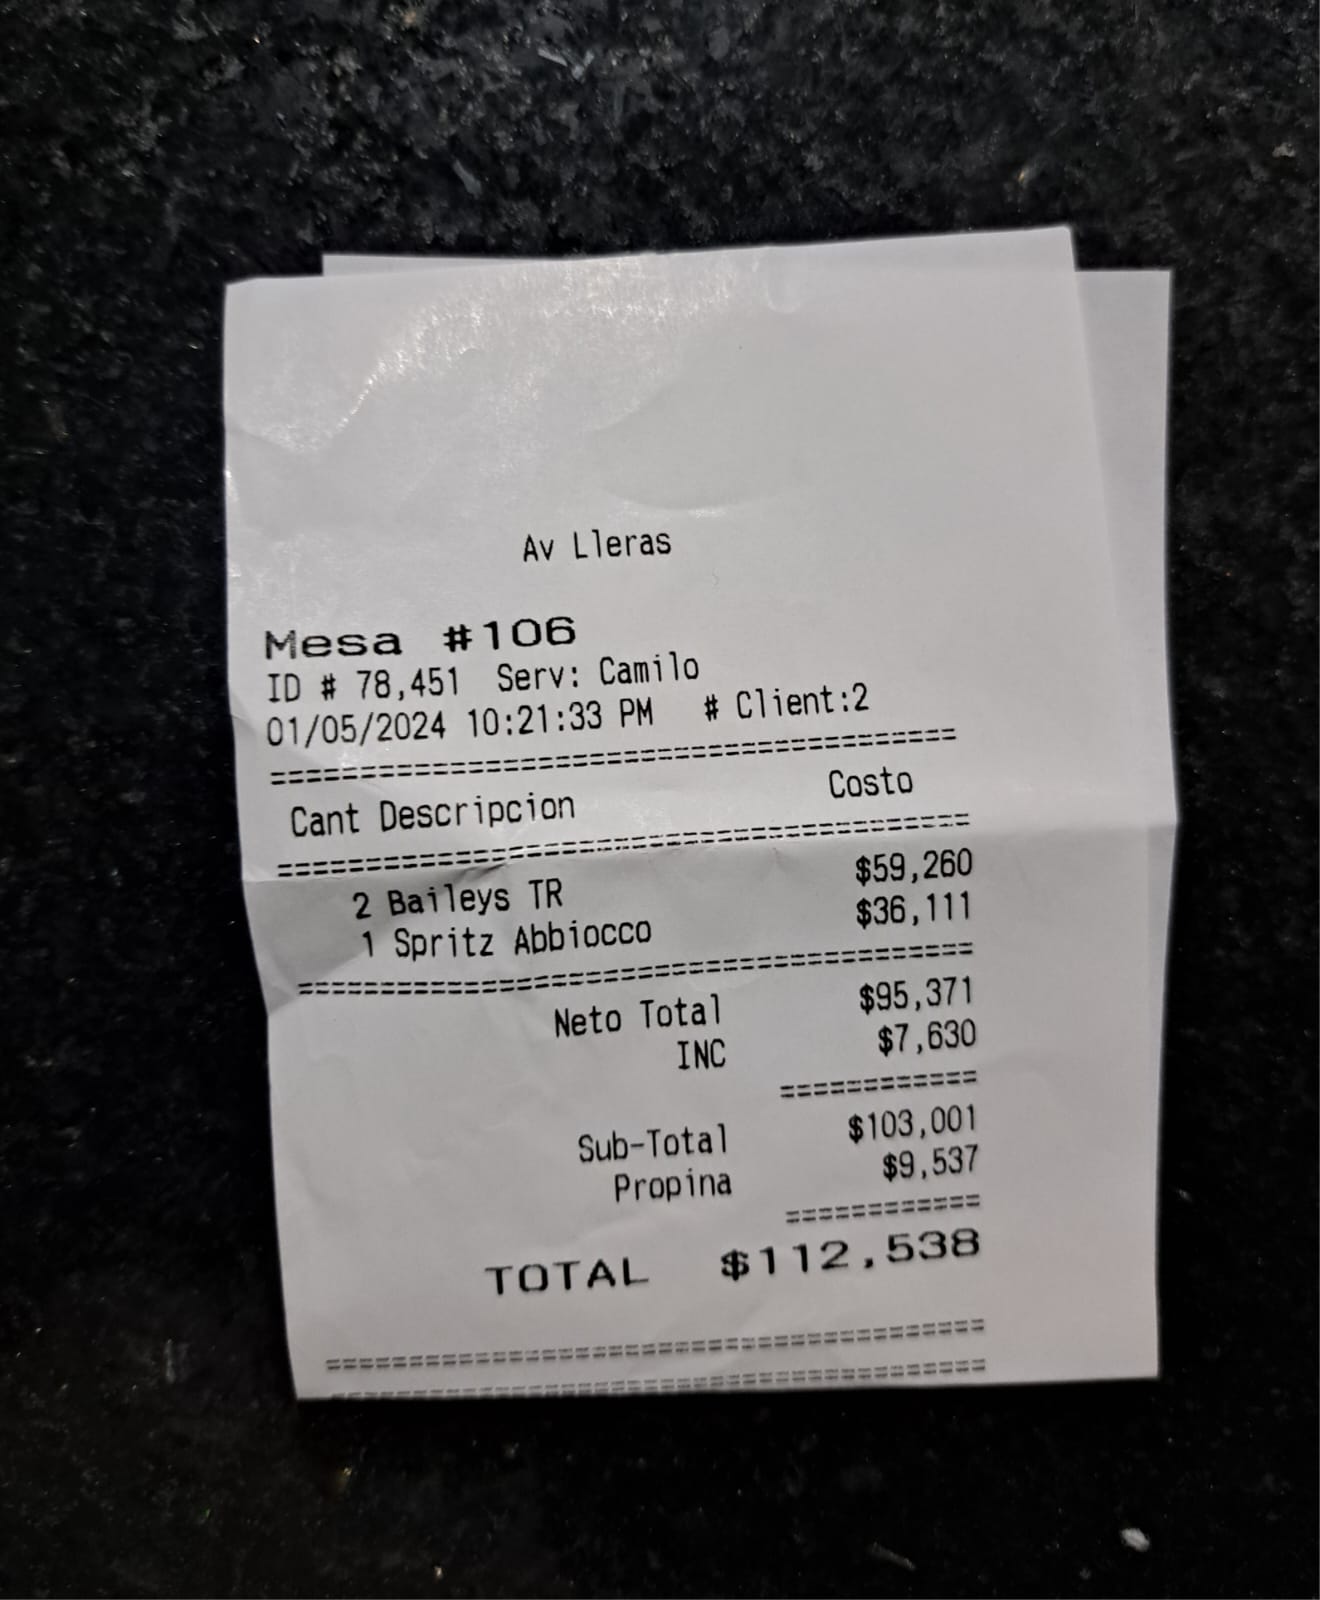 Av Lleras
Mesa #106
ID # 78,451 Serv: Camilo
01/05/2024 10:21:33 PM # Client:2
=======================================
Cant Descripcion Costo
=======================================
2 Baileys TR $59,260
1 Spritz Abbiocco $36,111
=======================================
Neto Total $95,371
INC $7,630
============
Sub-Total $103,001
Propina $9,537
============
TOTAL $112,538
=======================================
=======================================